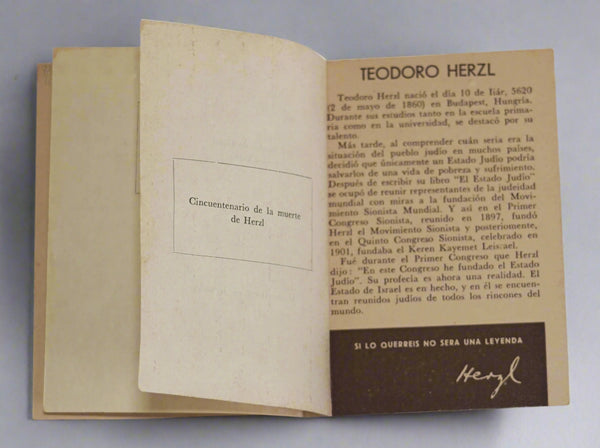 Cincuentenario de la muerte
de Herzl
TEODORO HERZL
Teodoro Herzl nació el día 10 de Iiár, 5620
(2 de mayo de 1860) en Budapest, Hungría.
Durante sus estudios tanto en la escuela prima-
ria como en la universidad, se destacó por su
talento.
Más tarde, al comprender cuán seria era la
situación del pueblo judío en muchos países,
decidió que únicamente un Estado Judío podría
salvarlos de una vida de pobreza y sufrimiento.
Después de escribir su libro "El Estado Judío"
se ocupó de reunir representantes de la judeidad
mundial con miras a la fundación del Movi-
miento Sionista Mundial. Y así en el Primer
Congreso Sionista, reunido en 1897, fundó
Herzl el Movimiento Sionista y posteriormente,
en el Quinto Congreso Sionista, celebrado en
1901, fundaba el Keren Kayemet Leisrael.
Fué durante el Primer Congreso que Herzl
dijo: "En este Congreso he fundado el Estado
Judío". Su profecía es ahora una realidad. El
Estado de Israel es en hecho, y en él se encuen-
tran reunidos judíos de todos los rincones del
mundo.
SI LO QUERREIS NO SERA UNA LEYENDA
Herzl